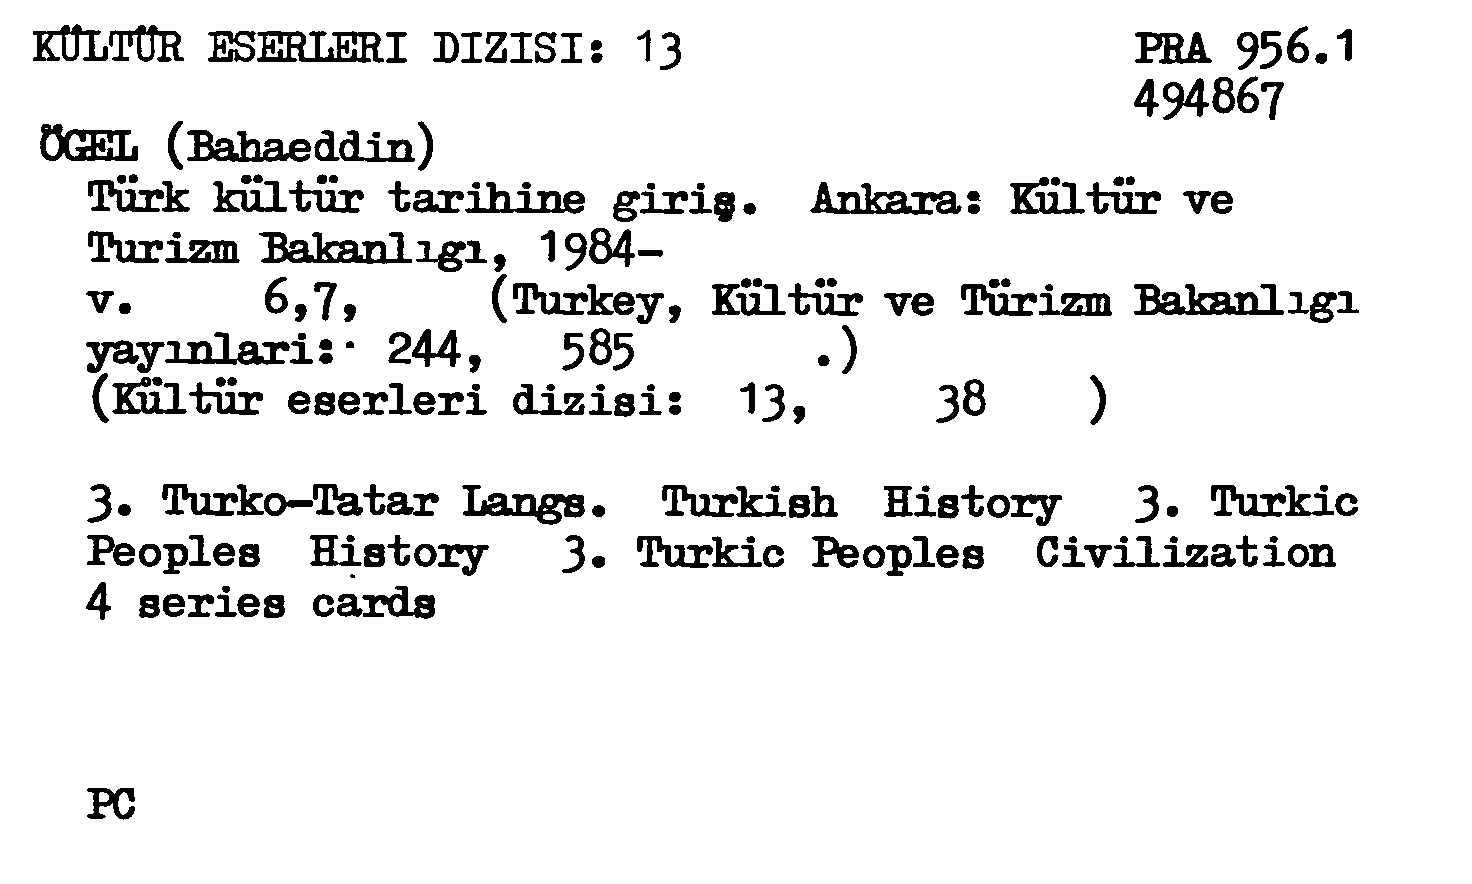 KÜLTÜR ESERLERI DIZISI: 13
PRA 956.1
494867
ÖGEL (Bahaeddin)
Türk kültür tarihine giriş. Ankara: Kültür ve
Turizm Bakanlıgı, 1984-
v. 6,7, (Turkey, Kültür ve Türizm Bakanlıgı
yayınlari: 244, 585 .)
(Kültür eserleri dizisi: 13, 38 )
3. Turko-Tatar Langs. Turkish History 3. Turkic
Peoples History 3. Turkic Peoples Civilization
4 series cards
PC